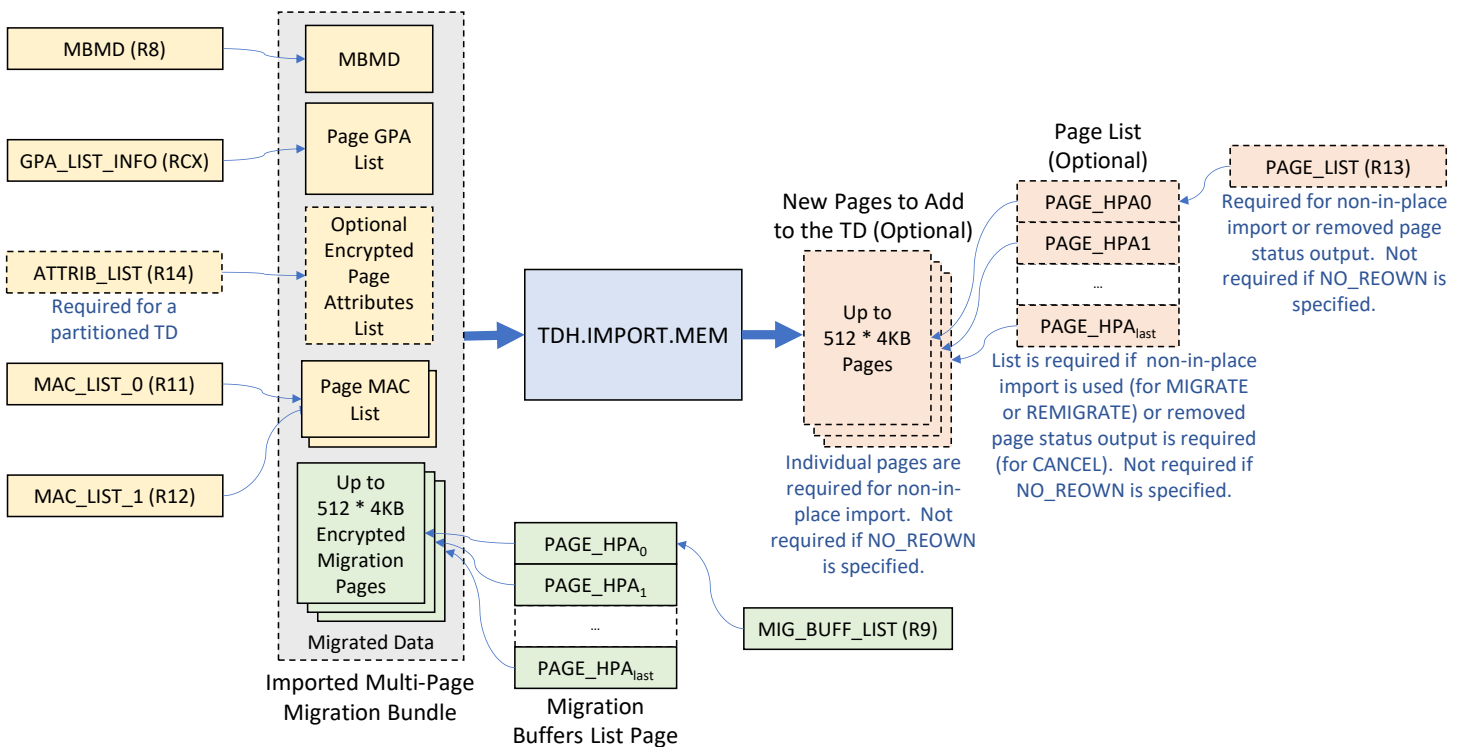 MBMD (R8)
GPA_LIST_INFO (RCX)
ATTRIB_LIST (R14)
Required for a
partitioned TD
MAC_LIST_0 (R11)
MAC_LIST_1 (R12)
MBMD
Page GPA
List
Optional
Encrypted
Page
Attributes
List
Page MAC
List
Up to
512 * 4KB
Encrypted
Migration
Pages
Migrated Data
Imported Multi-Page
Migration Bundle
TDH.IMPORT.MEM
PAGE_HPA0
PAGE_HPA1
...
PAGE_HPAlast
Migration
Buffers List Page
MIG_BUFF_LIST (R9)
New Pages to Add
to the TD (Optional)
Up to
512 * 4KB
Pages
Individual pages are
required for non-in-
place import. Not
required if NO_REOWN
is specified.
Page List
(Optional)
PAGE_HPA0
PAGE_HPA1
...
PAGE_HPAlast
List is required if non-in-place
import is used (for MIGRATE
or REMIGRATE) or removed
page status output is required
(for CANCEL). Not required if
NO_REOWN is specified.
PAGE_LIST (R13)
Required for non-in-place
import or removed page
status output. Not
required if NO_REOWN is
specified.